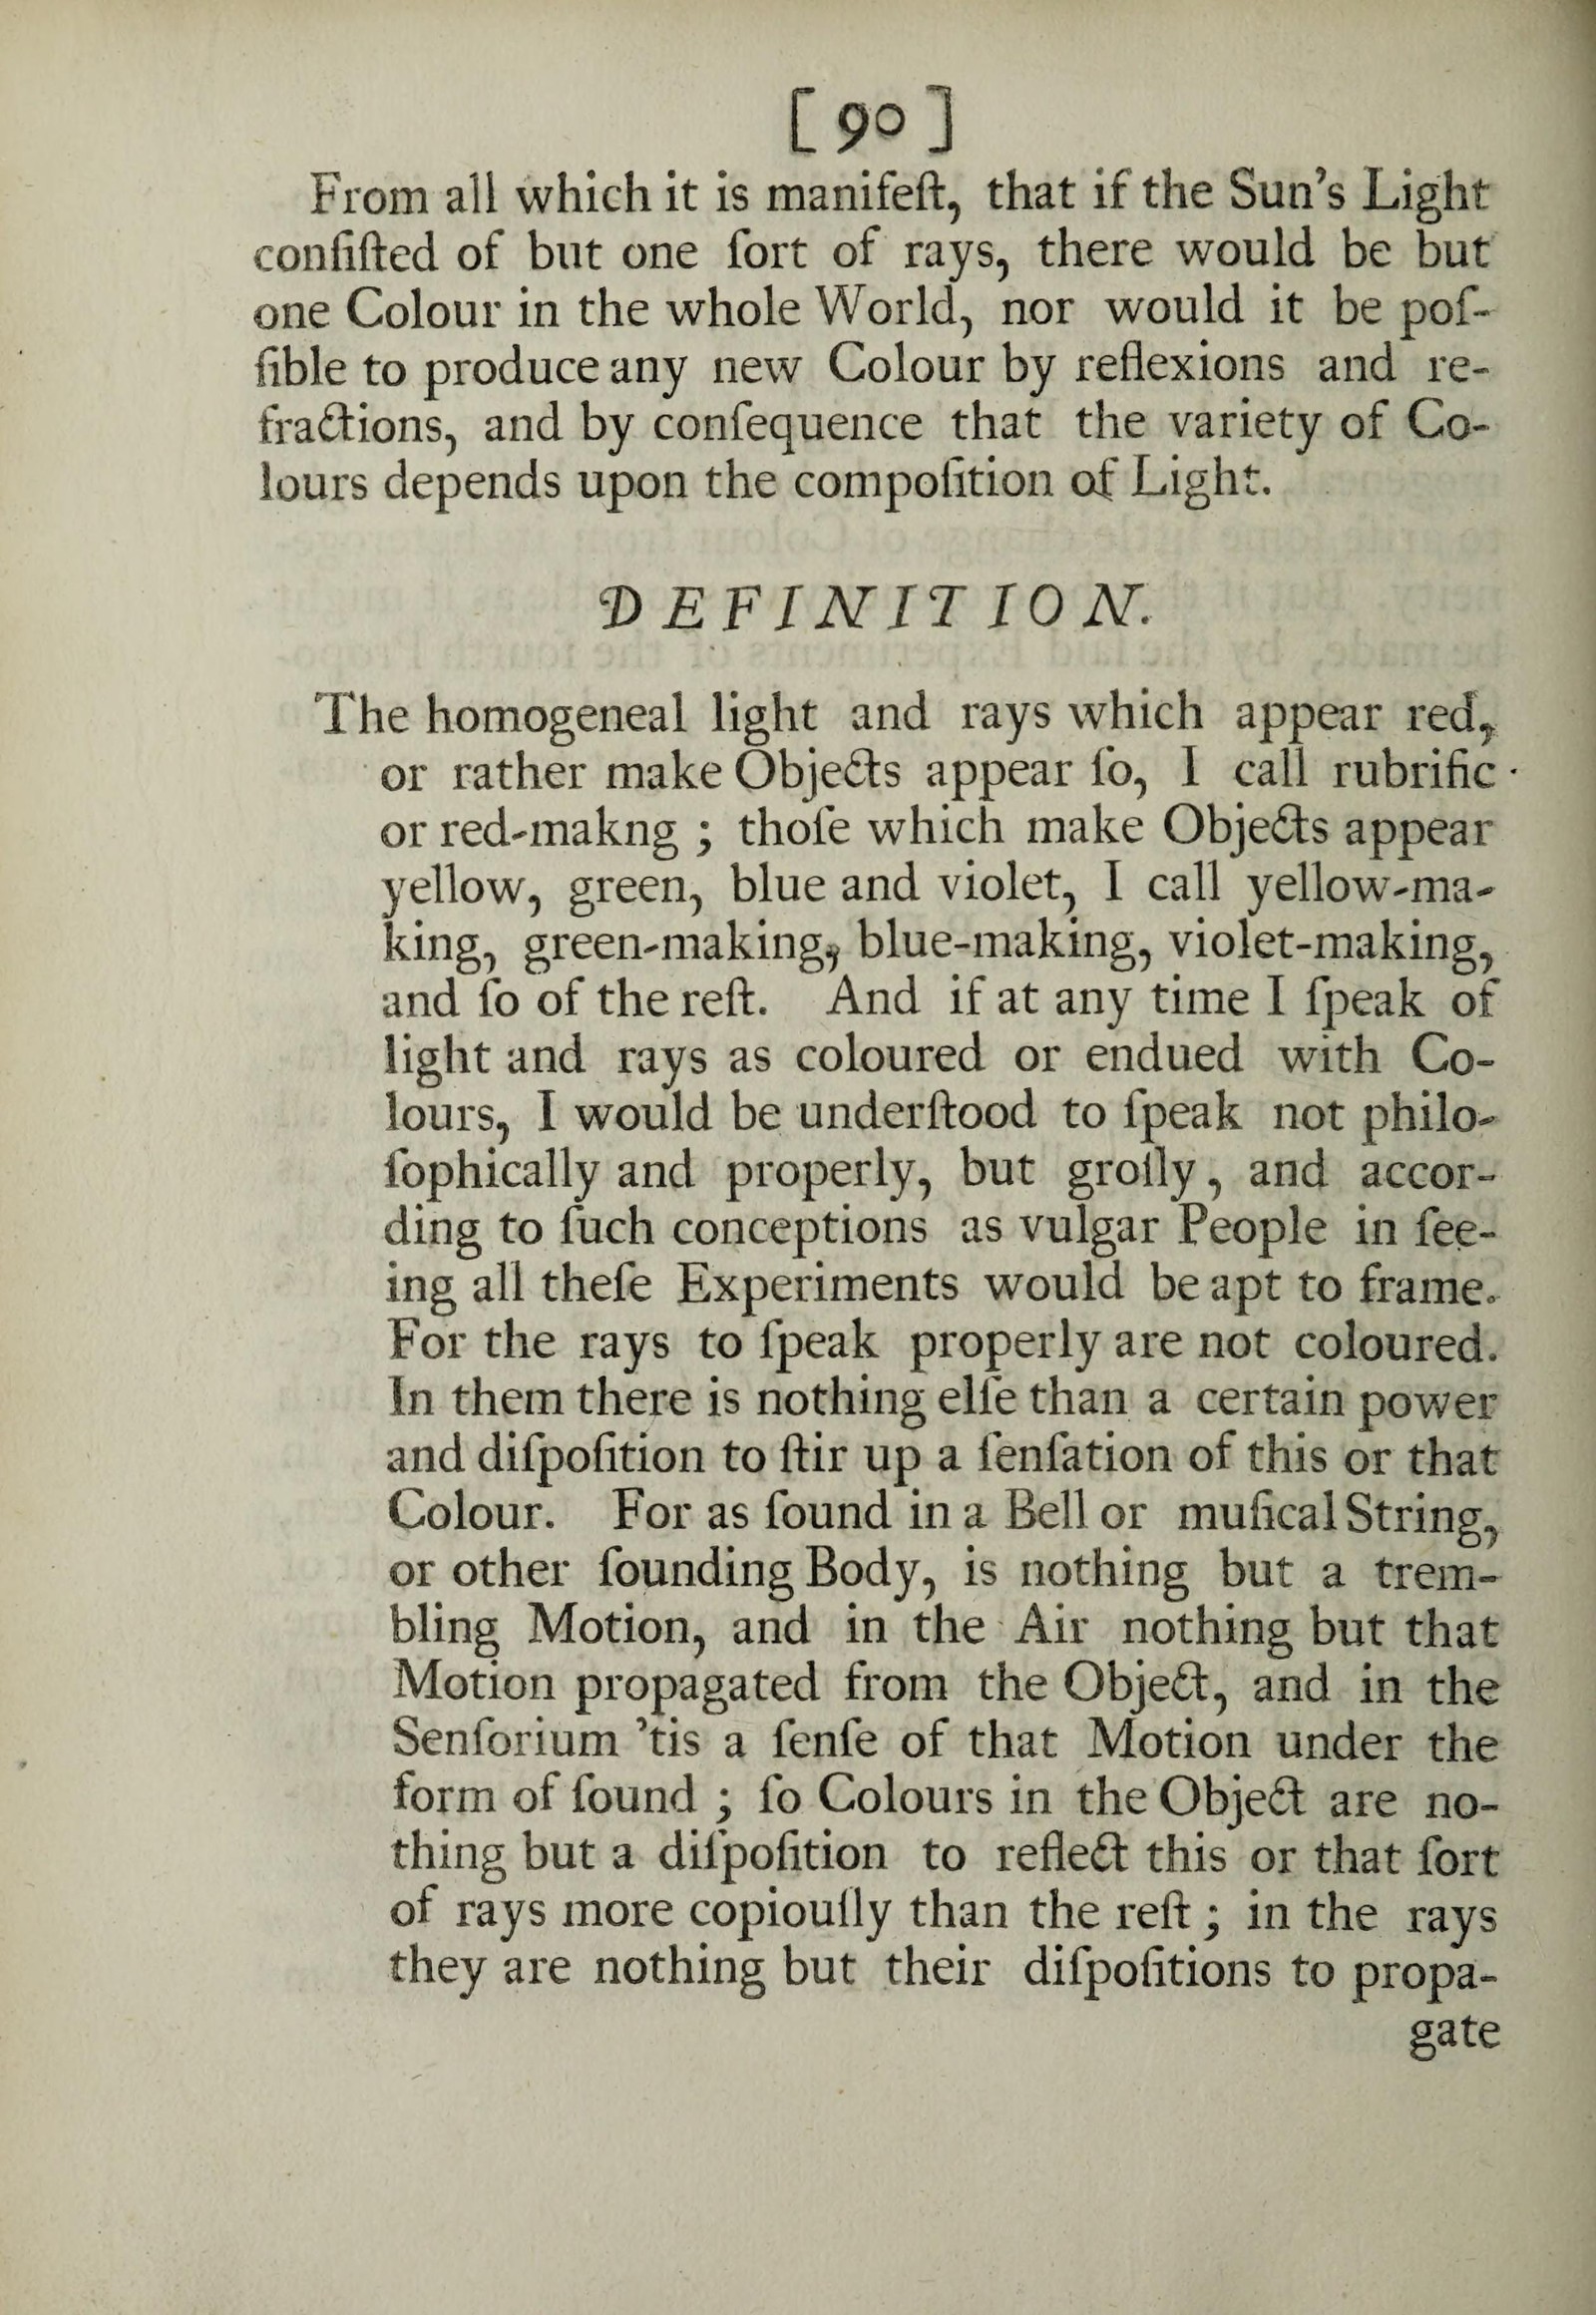 [ 90 ]
From all which it is manifeſt, that if the Sun's Light
conſiſted of but one ſort of rays, there would be but
one Colour in the whole World, nor would it be poſ-
ſible to produce any new Colour by reflexions and re-
fractions, and by conſequence that the variety of Co-
lours depends upon the compoſition of Light.
DEFINITION.
The homogeneal light and rays which appear red,
or rather make Objects appear ſo, I call rubrific
or red-makng ; thoſe which make Objects appear
yellow, green, blue and violet, I call yellow-ma-
king, green-making, blue-making, violet-making,
and ſo of the reſt. And if at any time I ſpeak of
light and rays as coloured or endued with Co-
lours, I would be underſtood to ſpeak not philo-
ſophically and properly, but groſly, and accor-
ding to ſuch conceptions as vulgar People in ſee-
ing all theſe Experiments would be apt to frame.
For the rays to ſpeak properly are not coloured.
In them there is nothing elſe than a certain power
and diſpoſition to ſtir up a ſenſation of this or that
Colour. For as ſound in a Bell or muſical String,
or other ſounding Body, is nothing but a trem-
bling Motion, and in the Air nothing but that
Motion propagated from the Object, and in the
Senſorium 'tis a ſenſe of that Motion under the
form of ſound ; ſo Colours in the Object are no-
thing but a diſpoſition to reflect this or that ſort
of rays more copiouſly than the reſt ; in the rays
they are nothing but their diſpoſitions to propa-
gate